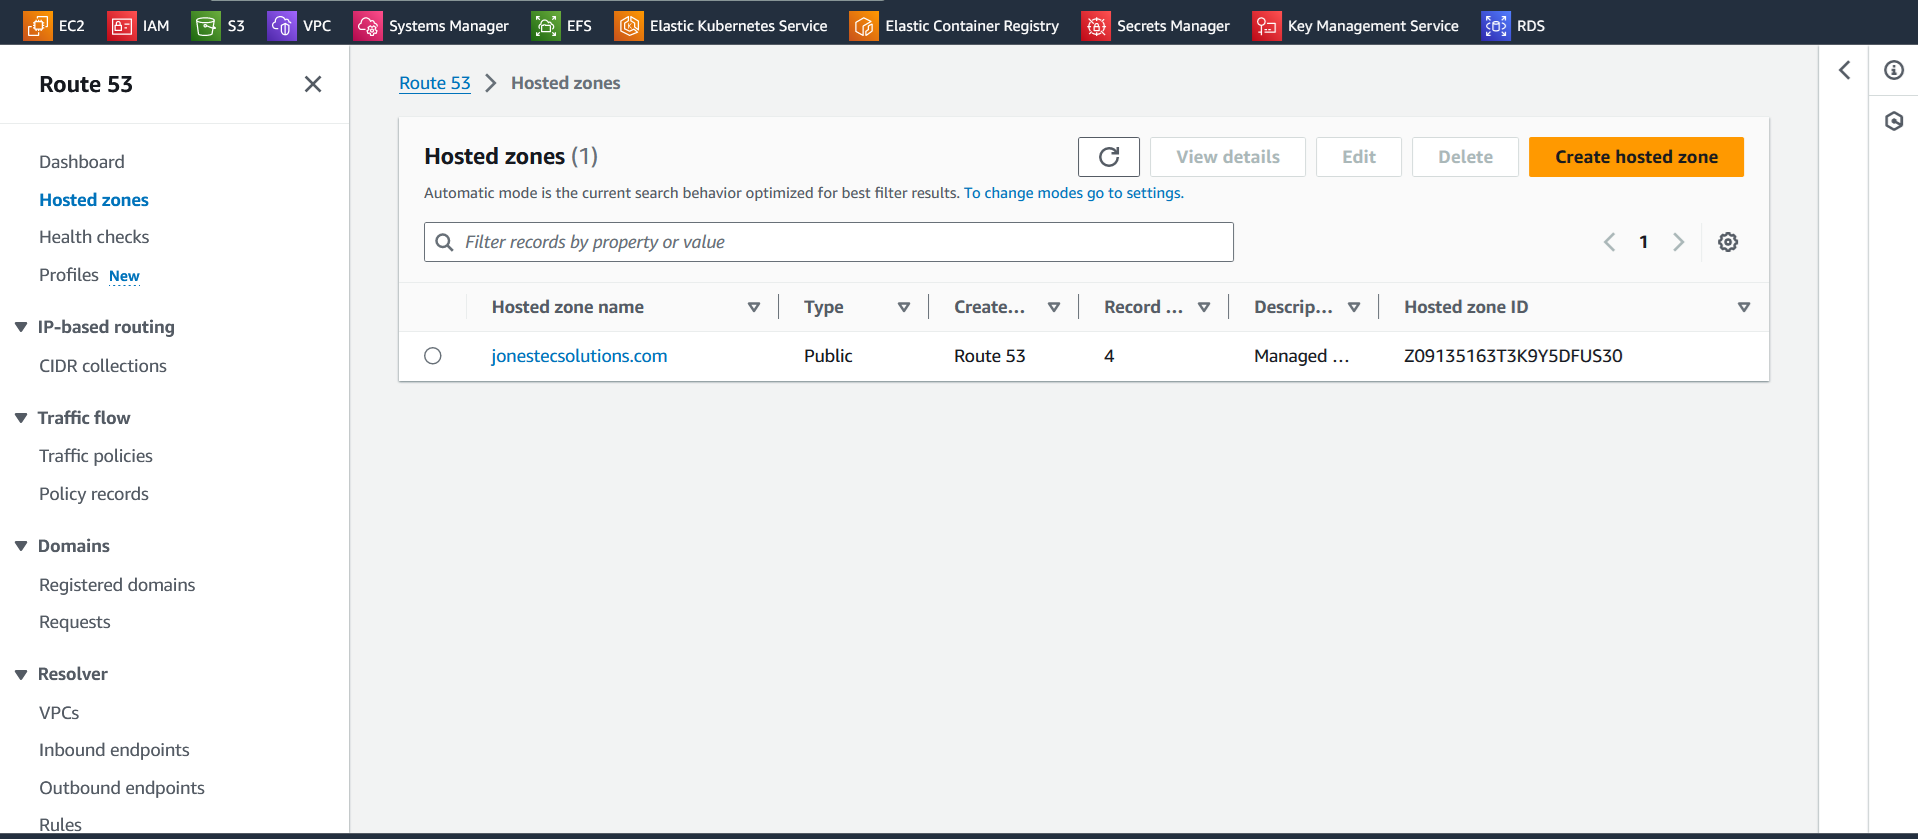 EC2 IAM S3 VPC Systems Manager EFS Elastic Kubernetes Service Elastic Container Registry Secrets Manager Key Management Service RDS
Route 53
Dashboard
Hosted zones
Health checks
Profiles New
IP-based routing
CIDR collections
Traffic flow
Traffic policies
Policy records
Domains
Registered domains
Requests
Resolver
VPCs
Inbound endpoints
Outbound endpoints
Rules
Route 53 Hosted zones
Hosted zones (1)
View details Edit Delete Create hosted zone
Automatic mode is the current search behavior optimized for best filter results. To change modes go to settings.
Filter records by property or value
1
Hosted zone name Type Create... Record ... Descrip... Hosted zone ID
jonestecsolutions.com Public Route 53 4 Managed ... Z09135163T3K9Y5DFUS30